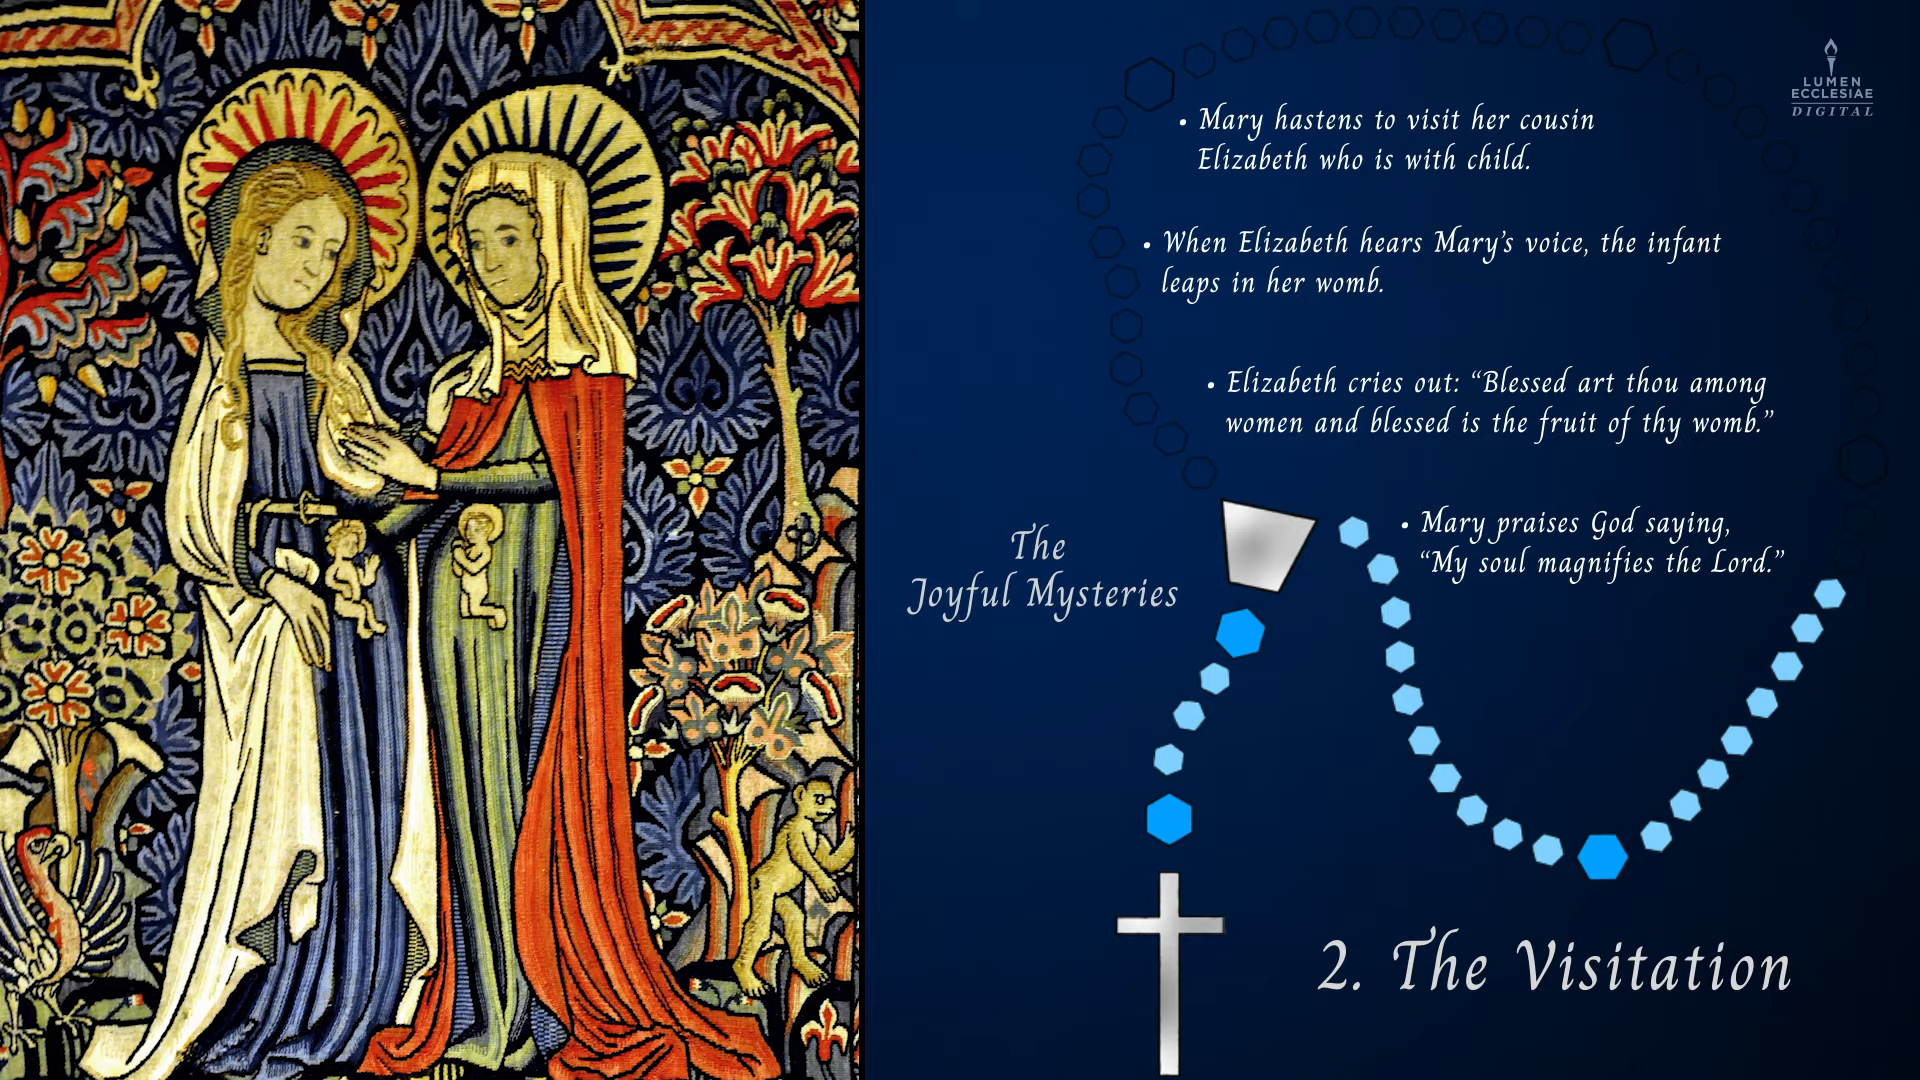 LUMEN
ECCLESIAE
DIGITAL
• Mary hastens to visit her cousin
Elizabeth who is with child.
• When Elizabeth hears Mary’s voice, the infant
leaps in her womb.
• Elizabeth cries out: “Blessed art thou among
women and blessed is the fruit of thy womb.”
• Mary praises God saying,
“My soul magnifies the Lord.”
The
Joyful Mysteries
2. The Visitation